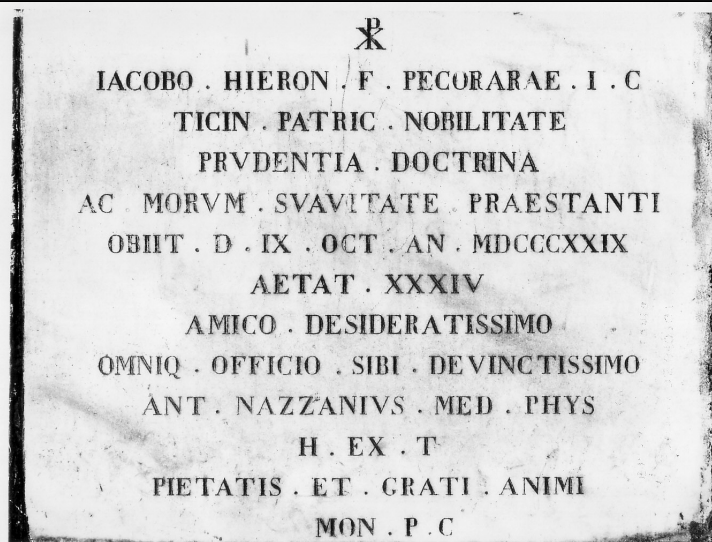 ☧
IACOBO . HIERON . F . PECORARAE . I . C
TICIN . PATRIC . NOBILITATE
PRVDENTIA . DOCTRINA
AC MORVM . SVAVITATE PRAESTANTI
OBIIT . D . IX . OCT . AN . MDCCCXXIX
AETAT . XXXIV
AMICO . DESIDERATISSIMO
OMNIQ . OFFICIO . SIBI . DEVINCTISSIMO
ANT . NAZZANIVS . MED . PHYS
H . EX . T
PIETATIS . ET . GRATI . ANIMI
MON . P . C